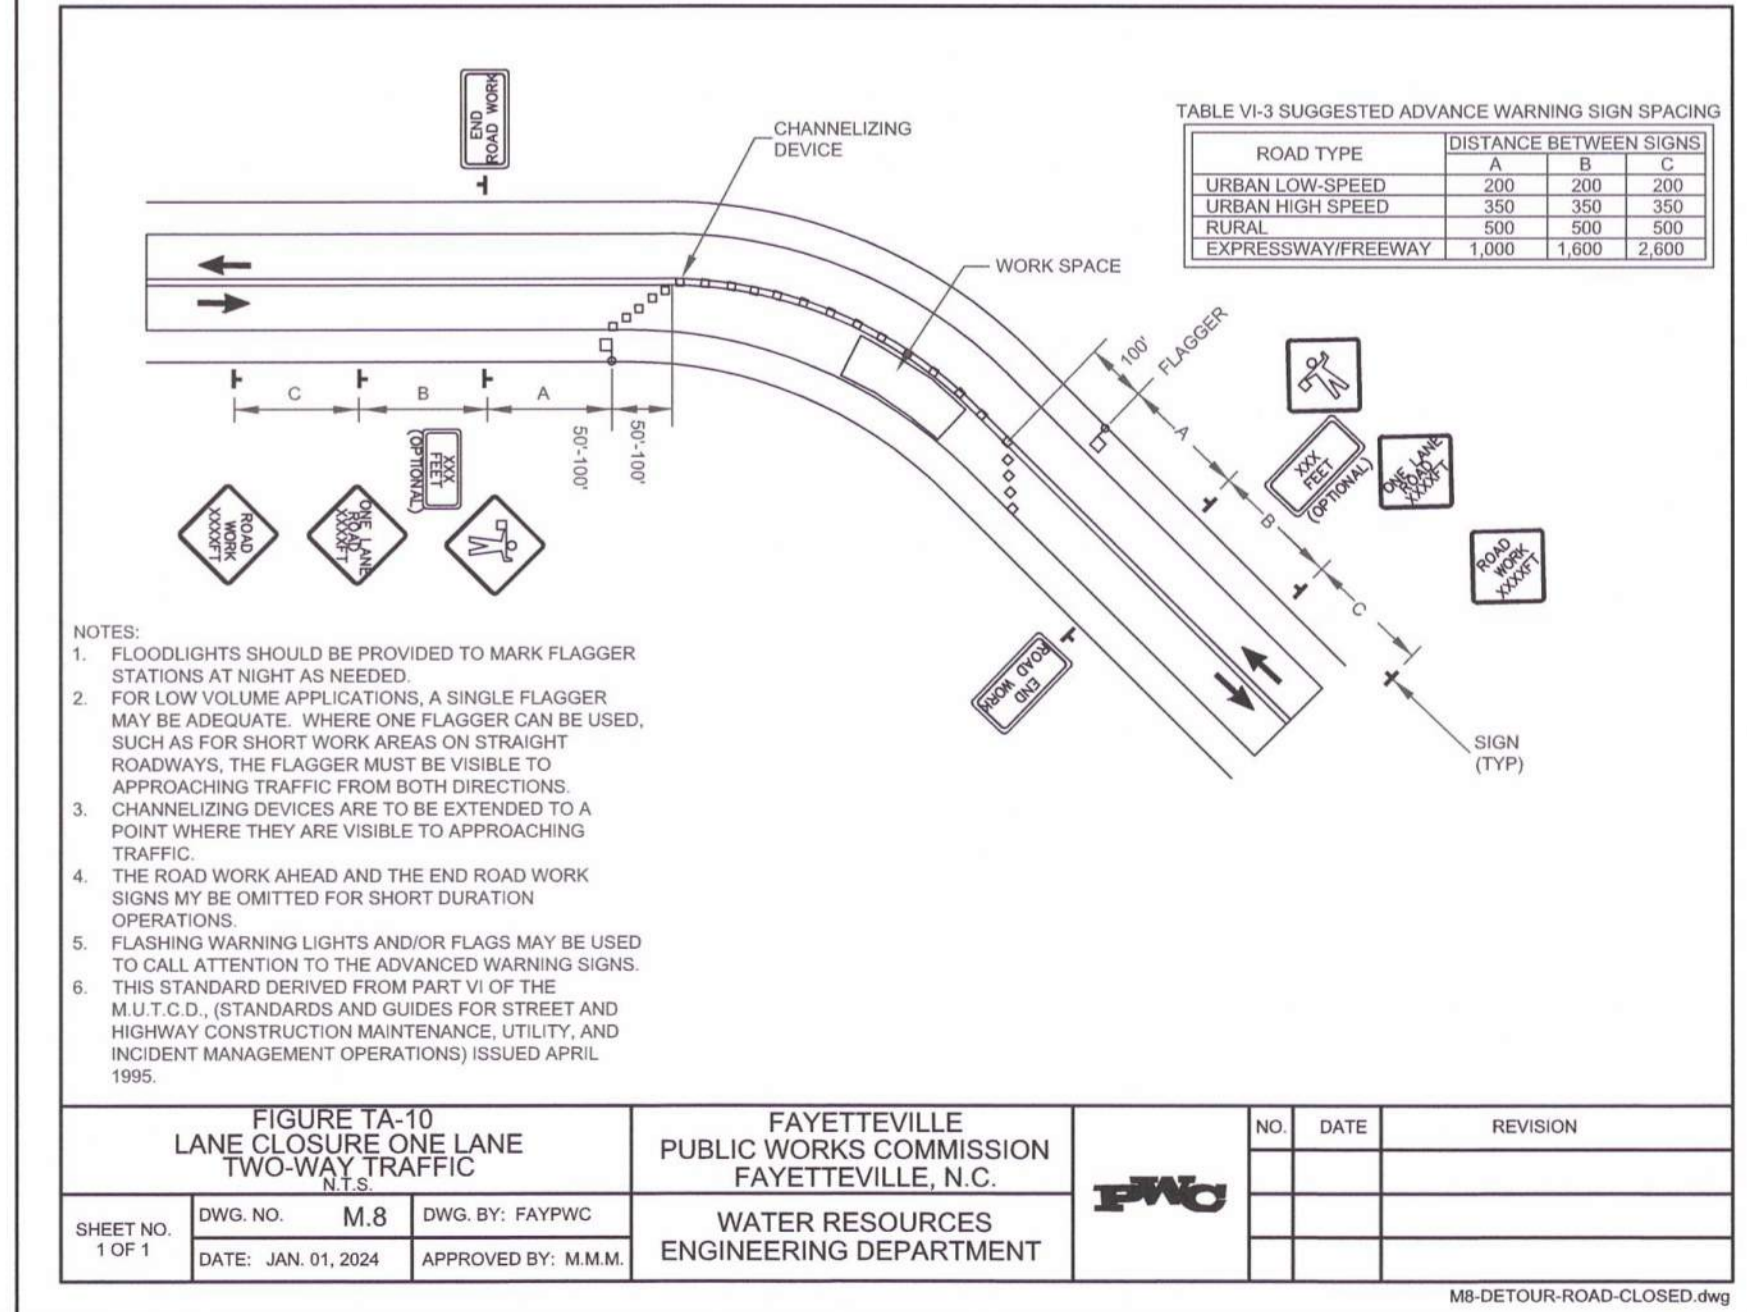 END
ROAD WORK
CHANNELIZING
DEVICE
TABLE VI-3 SUGGESTED ADVANCE WARNING SIGN SPACING
ROAD TYPE DISTANCE BETWEEN SIGNS
A B C
URBAN LOW-SPEED 200 200 200
URBAN HIGH SPEED 350 350 350
RURAL 500 500 500
EXPRESSWAY/FREEWAY 1,000 1,600 2,600
WORK SPACE
100'
FLAGGER
C B A
50'-100'
50'-100'
XXX
FEET
(OPTIONAL)
ROAD
WORK
XXXXFT
ONE LANE
ROAD
XXXXFT
A
XXX
FEET
(OPTIONAL)
ONE LANE
ROAD
XXXXFT
B
ROAD
WORK
XXXXFT
C
END
ROAD WORK
SIGN
(TYP)
NOTES:
1. FLOODLIGHTS SHOULD BE PROVIDED TO MARK FLAGGER
STATIONS AT NIGHT AS NEEDED.
2. FOR LOW VOLUME APPLICATIONS, A SINGLE FLAGGER
MAY BE ADEQUATE. WHERE ONE FLAGGER CAN BE USED,
SUCH AS FOR SHORT WORK AREAS ON STRAIGHT
ROADWAYS, THE FLAGGER MUST BE VISIBLE TO
APPROACHING TRAFFIC FROM BOTH DIRECTIONS.
3. CHANNELIZING DEVICES ARE TO BE EXTENDED TO A
POINT WHERE THEY ARE VISIBLE TO APPROACHING
TRAFFIC.
4. THE ROAD WORK AHEAD AND THE END ROAD WORK
SIGNS MY BE OMITTED FOR SHORT DURATION
OPERATIONS.
5. FLASHING WARNING LIGHTS AND/OR FLAGS MAY BE USED
TO CALL ATTENTION TO THE ADVANCED WARNING SIGNS.
6. THIS STANDARD DERIVED FROM PART VI OF THE
M.U.T.C.D., (STANDARDS AND GUIDES FOR STREET AND
HIGHWAY CONSTRUCTION MAINTENANCE, UTILITY, AND
INCIDENT MANAGEMENT OPERATIONS) ISSUED APRIL
1995.
FIGURE TA-10
LANE CLOSURE ONE LANE
TWO-WAY TRAFFIC
N.T.S.
SHEET NO.
1 OF 1
DWG. NO. M.8
DWG. BY: FAYPWC
DATE: JAN. 01, 2024
APPROVED BY: M.M.M.
FAYETTEVILLE
PUBLIC WORKS COMMISSION
FAYETTEVILLE, N.C.
WATER RESOURCES
ENGINEERING DEPARTMENT
PWC
NO. DATE REVISION
M8-DETOUR-ROAD-CLOSED.dwg